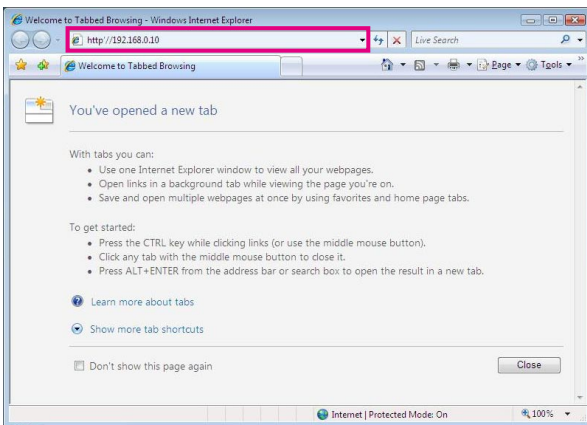 Welcome to Tabbed Browsing - Windows Internet Explorer
http://192.168.0.10
Live Search
Welcome to Tabbed Browsing
Page
Tools
You've opened a new tab
With tabs you can:
Use one Internet Explorer window to view all your webpages.
Open links in a background tab while viewing the page you're on.
Save and open multiple webpages at once by using favorites and home page tabs.
To get started:
Press the CTRL key while clicking links (or use the middle mouse button).
Click any tab with the middle mouse button to close it.
Press ALT+ENTER from the address bar or search box to open the result in a new tab.
Learn more about tabs
Show more tab shortcuts
Don't show this page again
Close
Internet | Protected Mode: On
100%